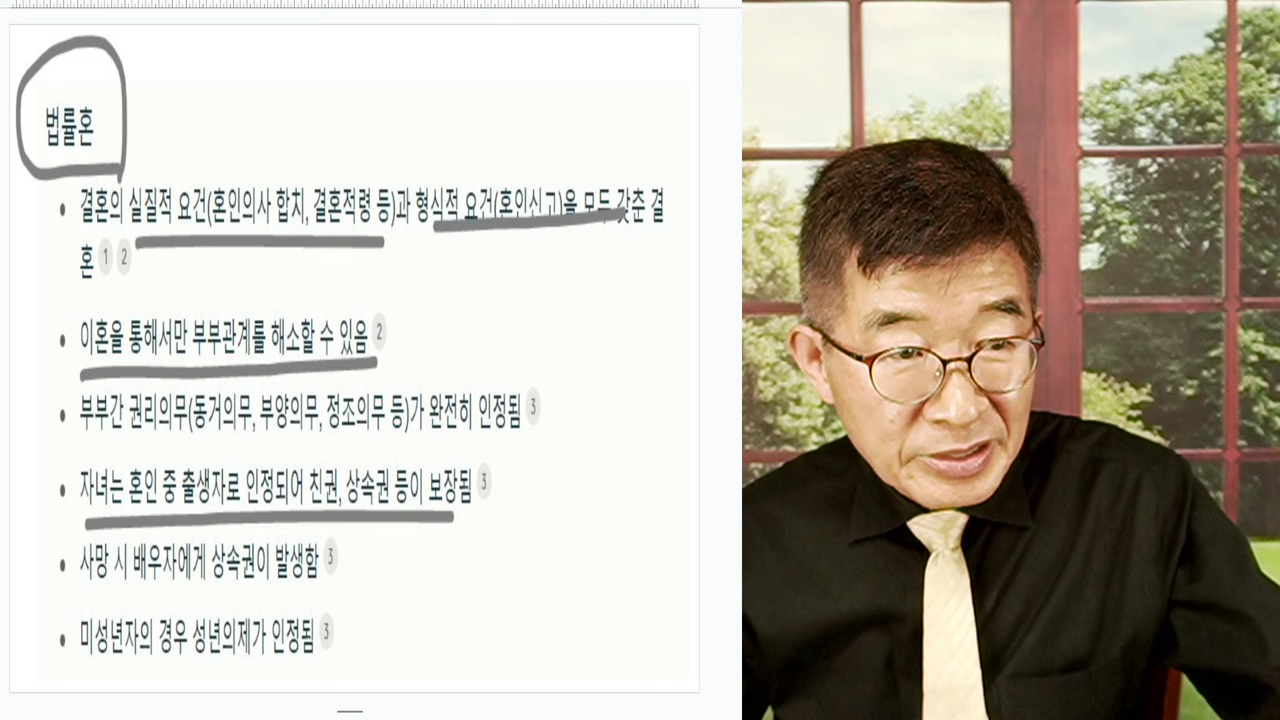 법률혼
• 결혼의 실질적 요건(혼인의사 합치, 결혼적령 등)과 형식적 요건(혼인신고)을 모두 갖춘 결
혼 1 2
• 이혼을 통해서만 부부관계를 해소할 수 있음 2
• 부부간 권리의무(동거의무, 부양의무, 정조의무 등)가 완전히 인정됨 3
• 자녀는 혼인 중 출생자로 인정되어 친권, 상속권 등이 보장됨 3
• 사망 시 배우자에게 상속권이 발생함 3
• 미성년자의 경우 성년의제가 인정됨 3